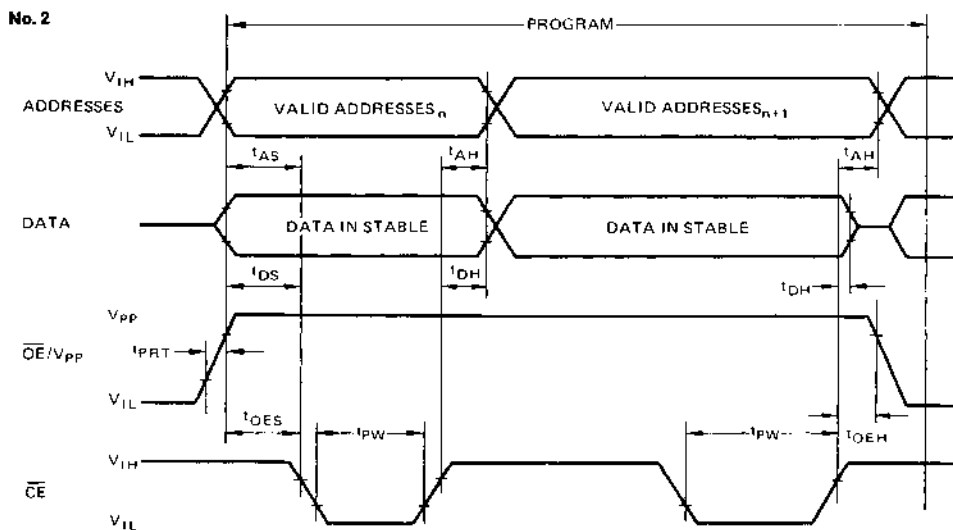 No. 2
PROGRAM
VIH
ADDRESSES
VALID ADDRESSESn
VALID ADDRESSESn+1
VIL
tAS
tAH
tAH
DATA
DATA IN STABLE
DATA IN STABLE
tDS
tDH
tDH
VPP
OE/VPP
tPRT
VIL
tOES
tPW
tPW
tOEH
VIH
CE
VIL